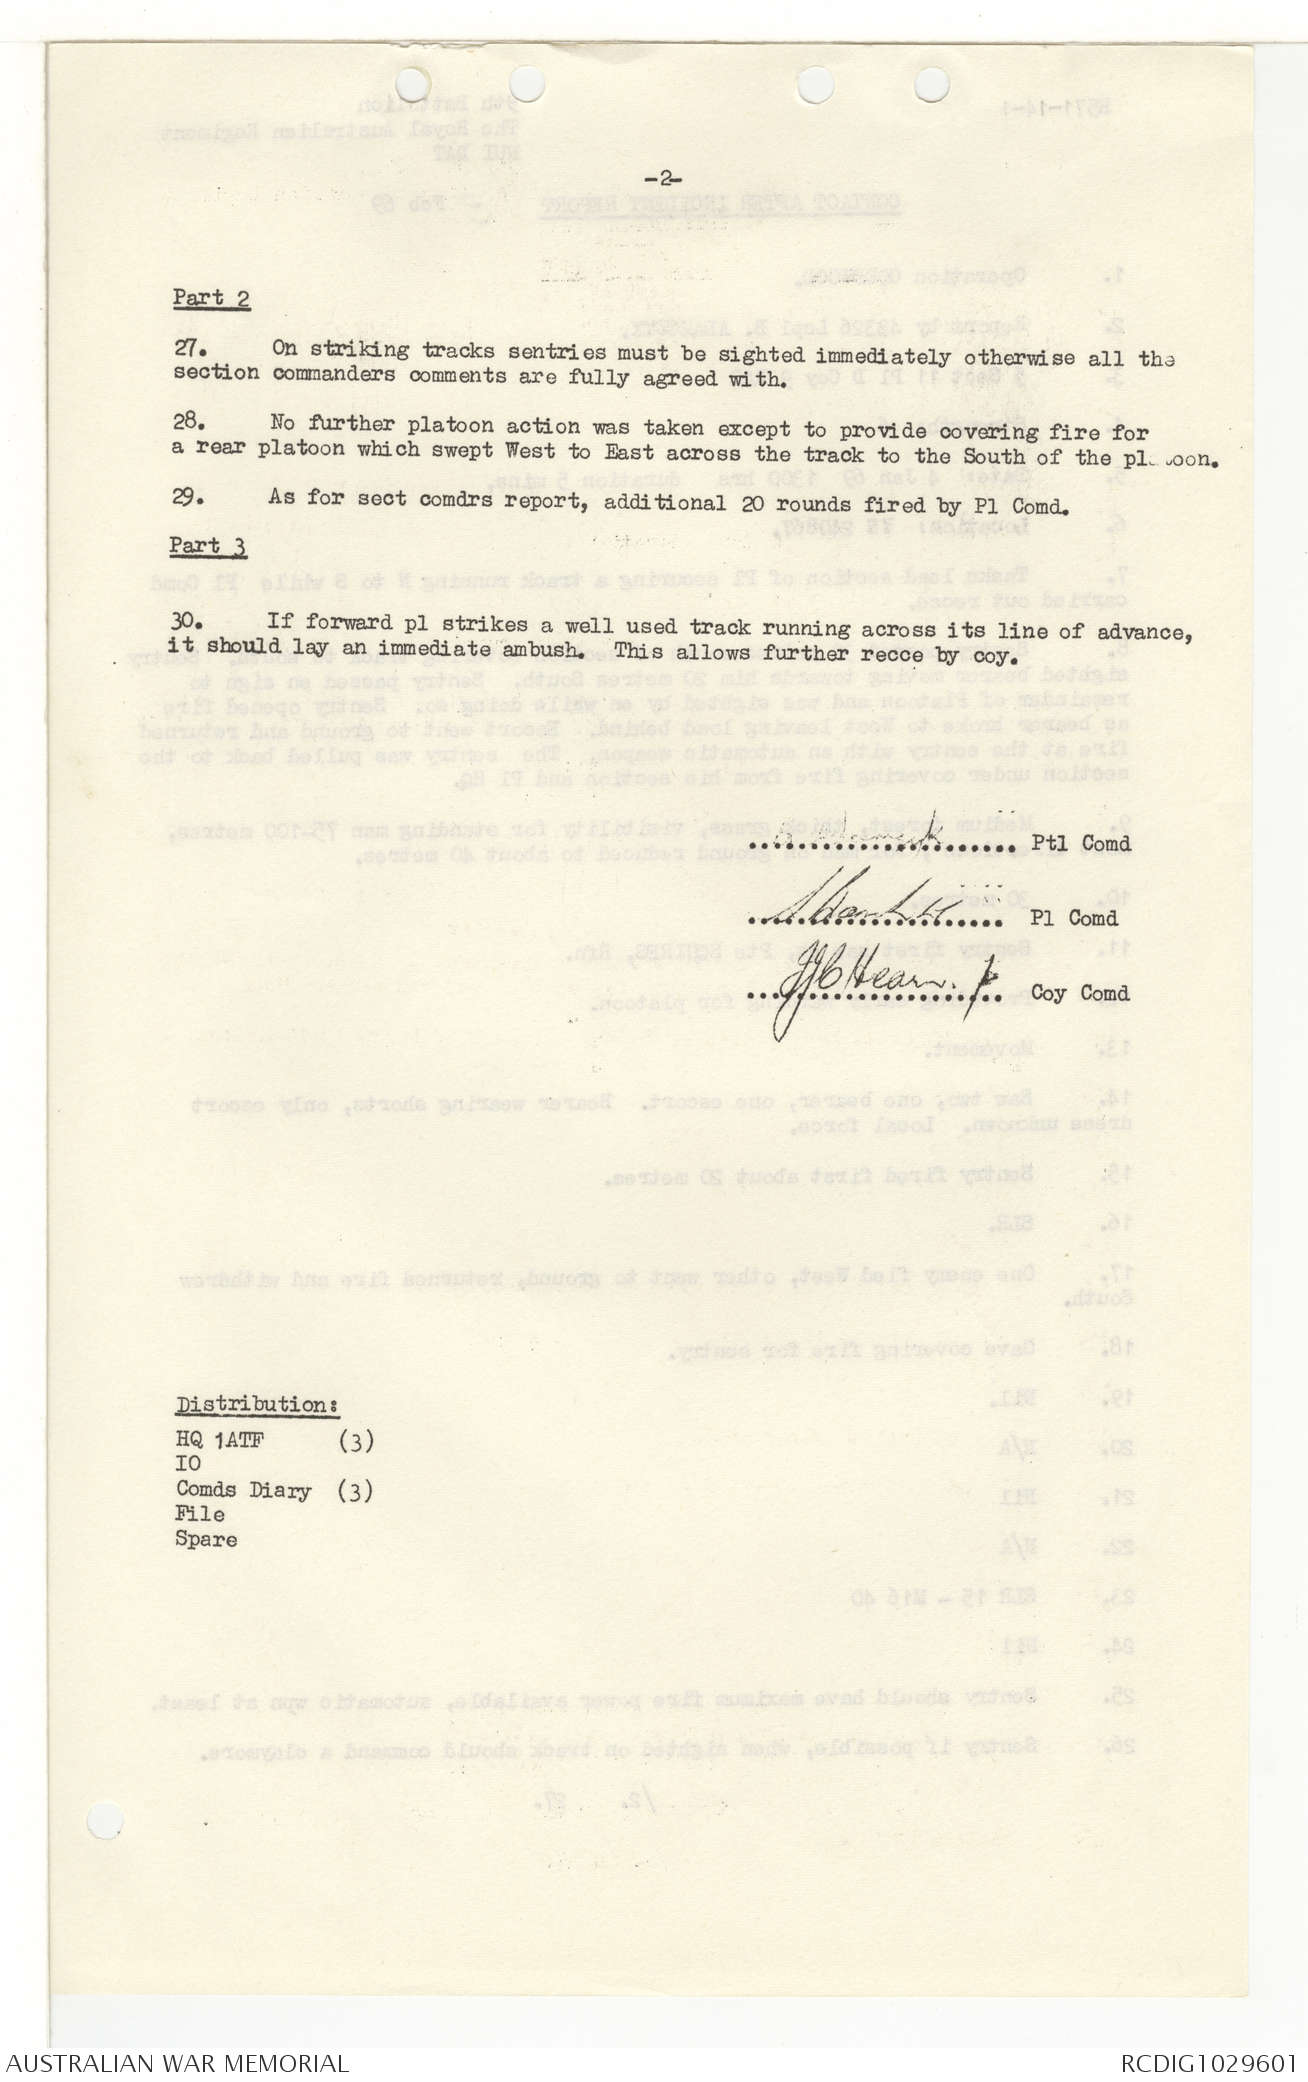 -2-
Part 2
27. On striking tracks sentries must be sighted immediately otherwise all the
section commanders comments are fully agreed with.
28. No further platoon action was taken except to provide covering fire for
a rear platoon which swept West to East across the track to the South of the pl oon.
29. As for sect comdrs report, additional 20 rounds fired by Pl Comd.
Part 3
30. If forward pl strikes a well used track running across its line of advance,
it should lay an immediate ambush. This allows further recce by coy.
Ptl Comd
Pl Comd
JJC Hearn. Coy Comd
Distribution:
HQ 1ATF (3)
IO
Comds Diary (3)
File
Spare
AUSTRALIAN WAR MEMORIAL RCDIG1029601